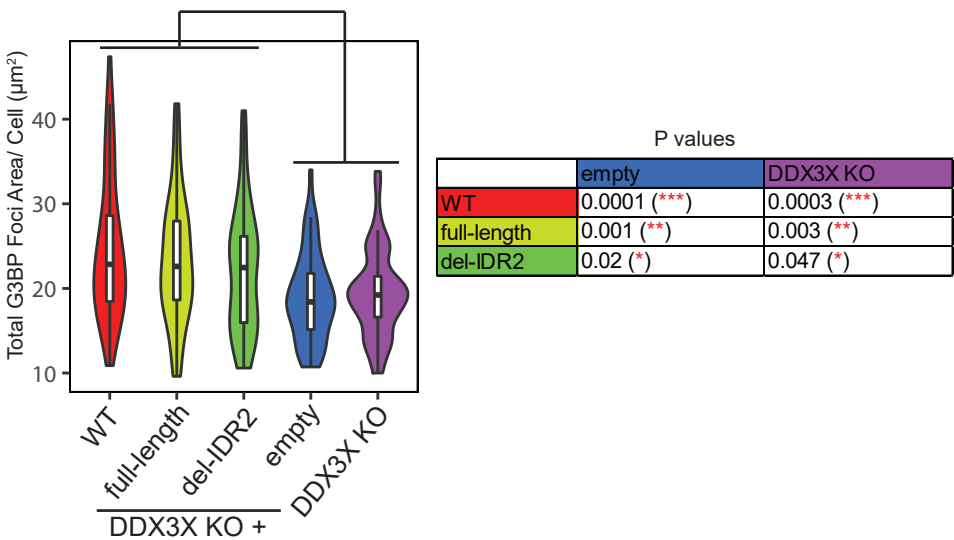 Total G3BP Foci Area/ Cell (µm²)
40
30
20
10
WT
full-length
del-IDR2
empty
DDX3X KO
DDX3X KO +
P values
empty DDX3X KO
WT 0.0001 (***) 0.0003 (***)
full-length 0.001 (**) 0.003 (**)
del-IDR2 0.02 (*) 0.047 (*)